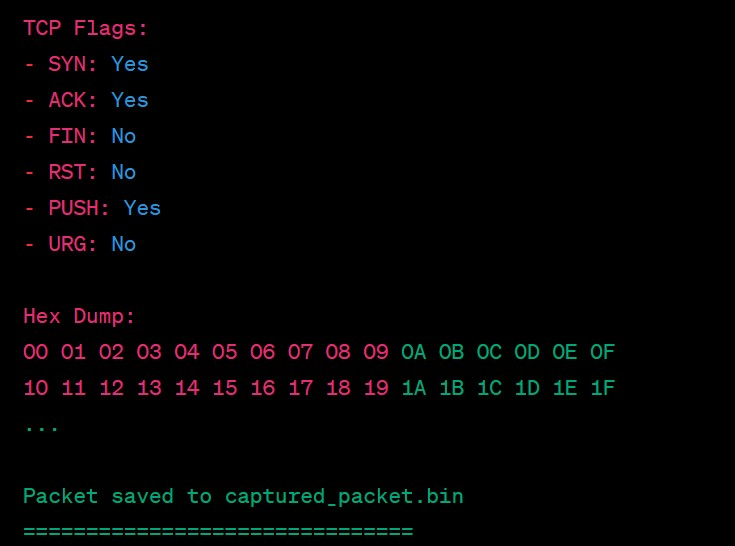 TCP Flags:
- SYN: Yes
- ACK: Yes
- FIN: No
- RST: No
- PUSH: Yes
- URG: No
Hex Dump:
00 01 02 03 04 05 06 07 08 09 0A 0B 0C 0D 0E 0F
10 11 12 13 14 15 16 17 18 19 1A 1B 1C 1D 1E 1F
...
Packet saved to captured_packet.bin
===============================